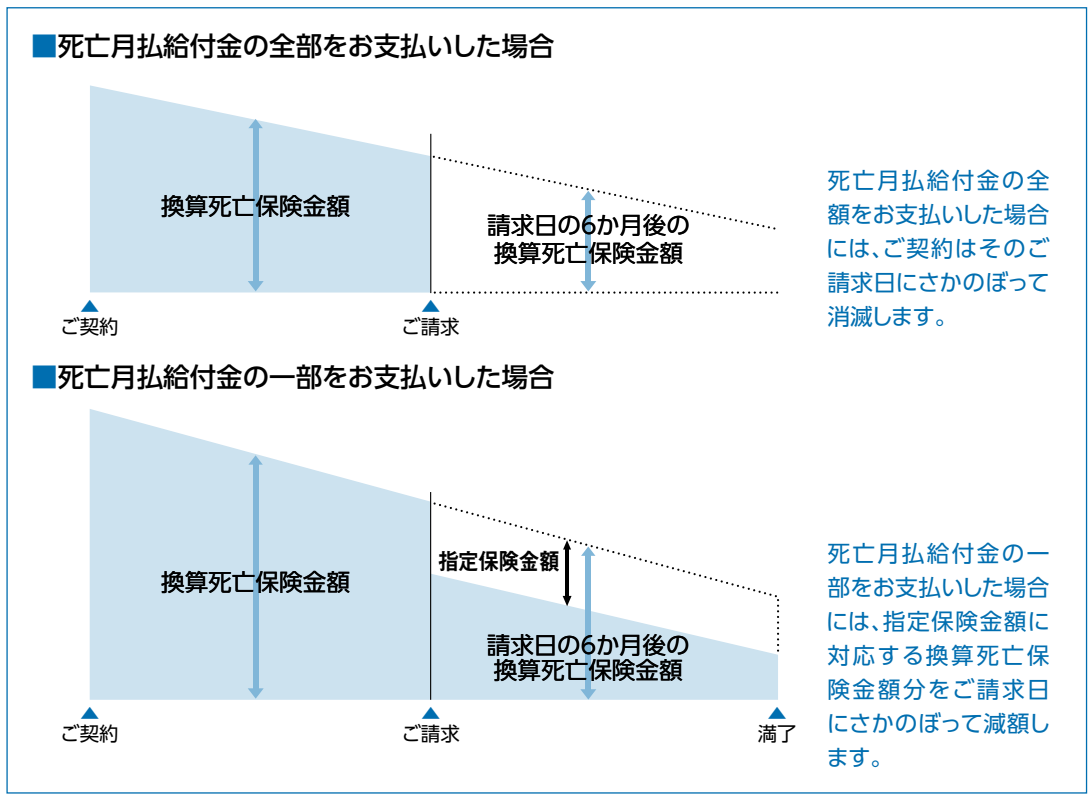 ■死亡月払給付金の全部をお支払いした場合
換算死亡保険金額
請求日の6か月後の
換算死亡保険金額
ご契約
ご請求
死亡月払給付金の全
額をお支払いした場合
には、ご契約はそのご
請求日にさかのぼって
消滅します。
■死亡月払給付金の一部をお支払いした場合
換算死亡保険金額
指定保険金額
請求日の6か月後の
換算死亡保険金額
ご契約
ご請求
満了
死亡月払給付金の一
部をお支払いした場合
には、指定保険金額に
対応する換算死亡保
険金額分をご請求日
にさかのぼって減額し
ます。